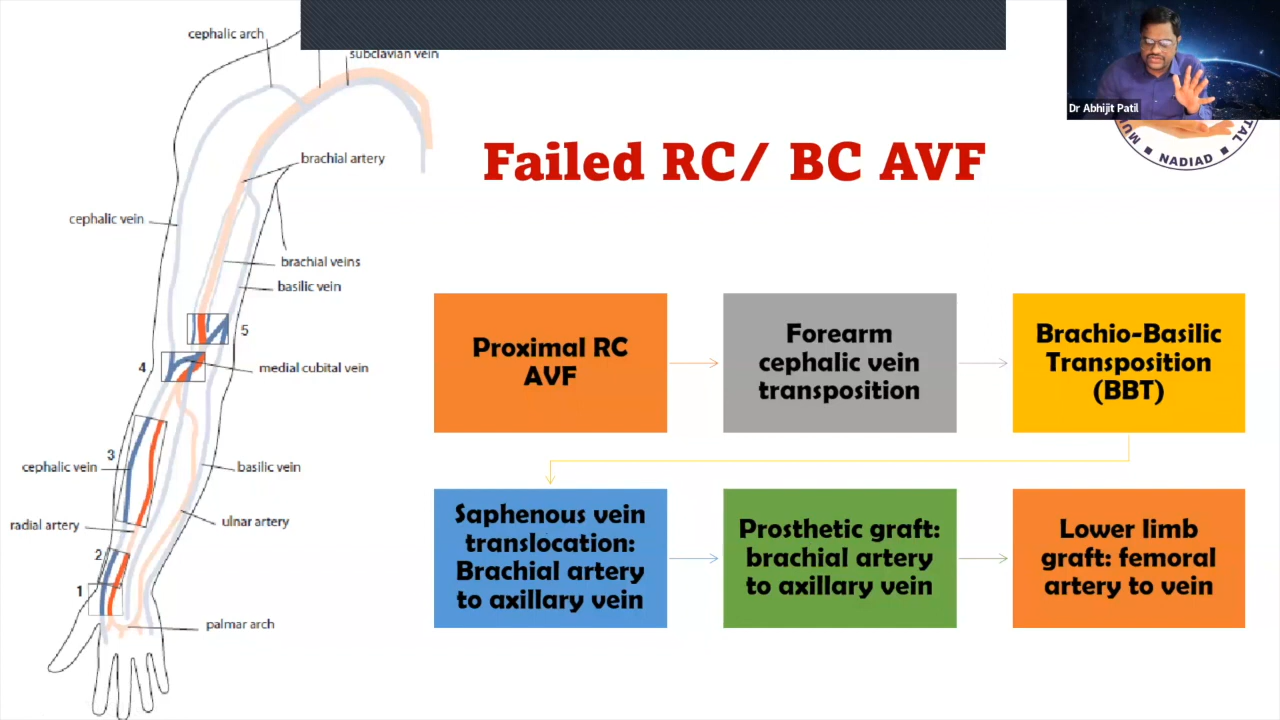 cephalic arch
subclavian vein
Dr Abhijit Patil
NADIAD
Failed RC/ BC AVF
brachial artery
cephalic vein
brachial veins
basilic vein
5
4
medial cubital vein
3
cephalic vein
basilic vein
radial artery
ulnar artery
2
1
palmar arch
Proximal RC
AVF
Forearm
cephalic vein
transposition
Brachio-Basilic
Transposition
(BBT)
Saphenous vein
translocation:
Brachial artery
to axillary vein
Prosthetic graft:
brachial artery
to axillary vein
Lower limb
graft: femoral
artery to vein